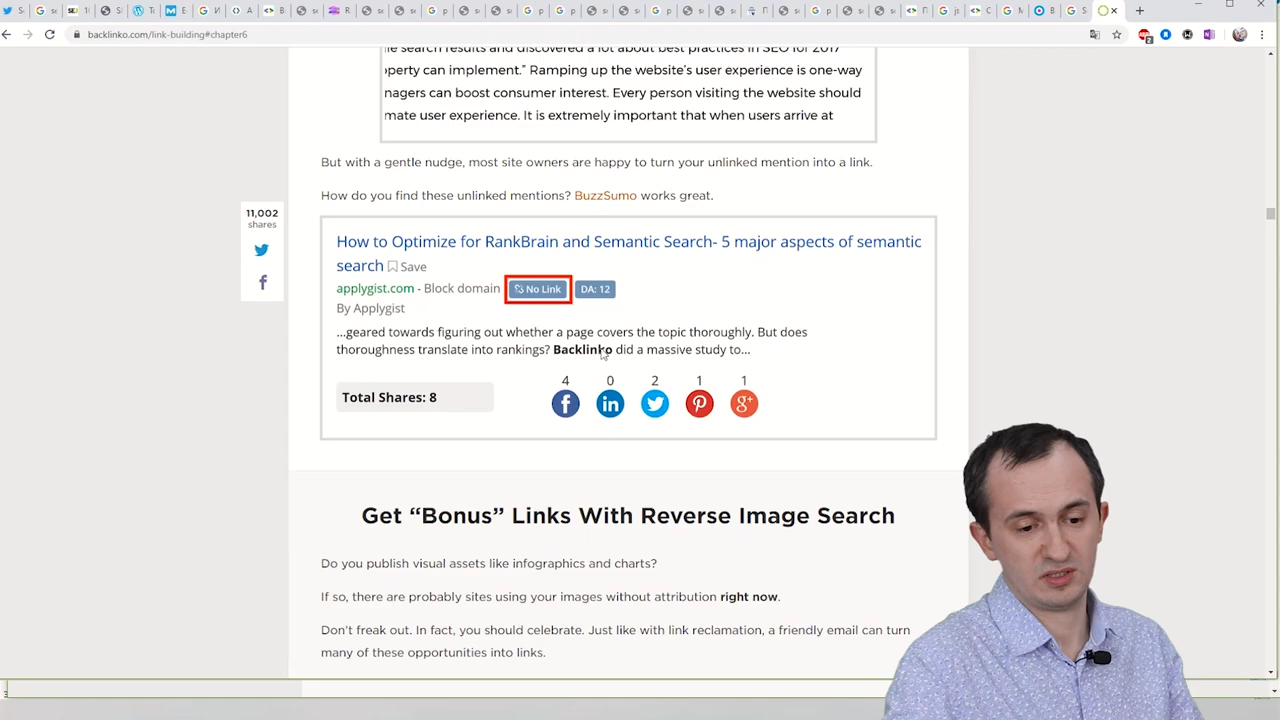 backlinko.com/link-building#chapter6
search results and discovered a lot about best practices in SEO for 2017
perty can implement." Ramping up the website's user experience is one-way
nagers can boost consumer interest. Every person visiting the website should
mate user experience. It is extremely important that when users arrive at
But with a gentle nudge, most site owners are happy to turn your unlinked mention into a link.
How do you find these unlinked mentions? BuzzSumo works great.
11,002
shares
How to Optimize for RankBrain and Semantic Search- 5 major aspects of semantic
search Save
applygist.com - Block domain No Link DA: 12
By Applygist
...geared towards figuring out whether a page covers the topic thoroughly. But does
thoroughness translate into rankings? Backlinko did a massive study to...
4 0 2 1 1
Total Shares: 8
Get “Bonus” Links With Reverse Image Search
Do you publish visual assets like infographics and charts?
If so, there are probably sites using your images without attribution right now.
Don't freak out. In fact, you should celebrate. Just like with link reclamation, a friendly email can turn
many of these opportunities into links.